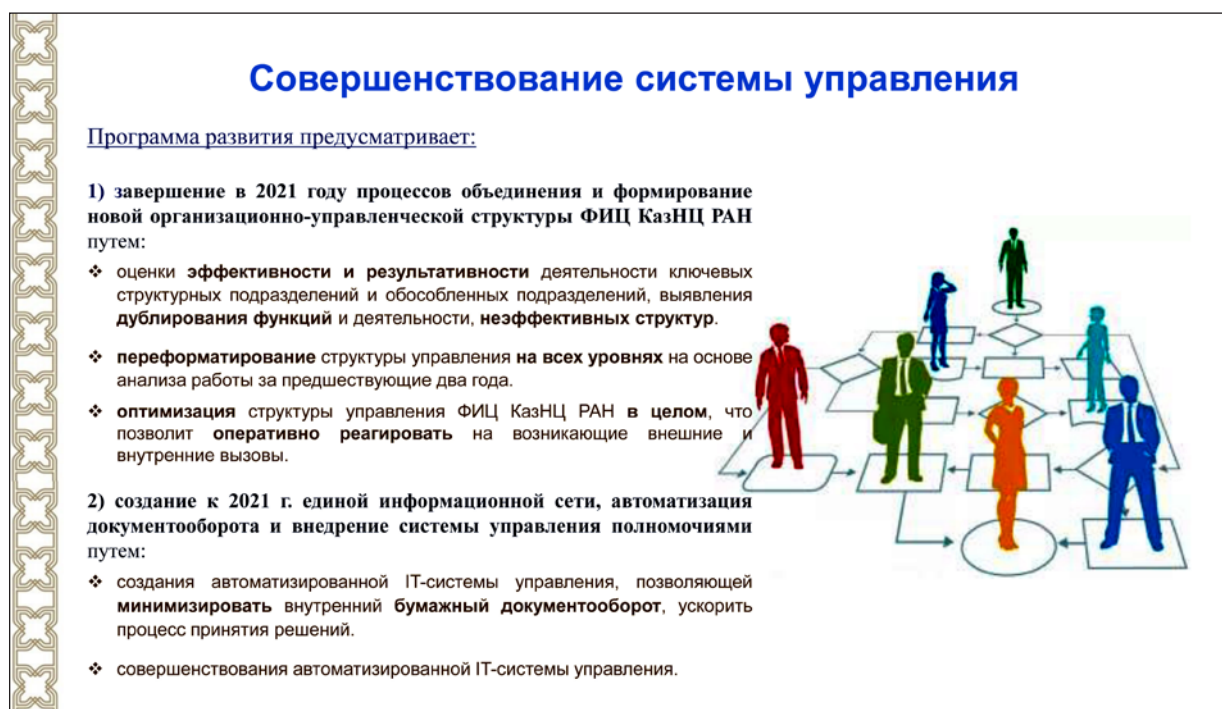 Совершенствование системы управления
Программа развития предусматривает:
1) завершение в 2021 году процессов объединения и формирование
новой организационно-управленческой структуры ФИЦ КазНЦ РАН
путем:
❖ оценки эффективности и результативности деятельности ключевых
структурных подразделений и обособленных подразделений, выявления
дублирования функций и деятельности, неэффективных структур.
❖ переформатирование структуры управления на всех уровнях на основе
анализа работы за предшествующие два года.
❖ оптимизация структуры управления ФИЦ КазНЦ РАН в целом, что
позволит оперативно реагировать на возникающие внешние и
внутренние вызовы.
2) создание к 2021 г. единой информационной сети, автоматизация
документооборота и внедрение системы управления полномочиями
путем:
❖ создания автоматизированной IT-системы управления, позволяющей
минимизировать внутренний бумажный документооборот, ускорить
процесс принятия решений.
❖ совершенствования автоматизированной IT-системы управления.